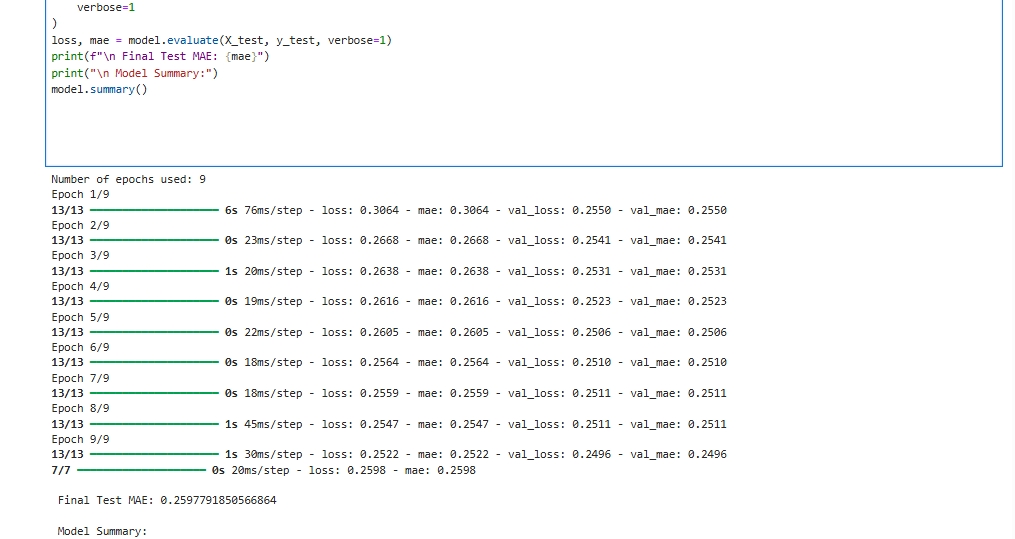 verbose=1
)
loss, mae = model.evaluate(X_test, y_test, verbose=1)
print(f"\n Final Test MAE: {mae}")
print("\n Model Summary:")
model.summary()
Number of epochs used: 9
Epoch 1/9
13/13 6s 76ms/step - loss: 0.3064 - mae: 0.3064 - val_loss: 0.2550 - val_mae: 0.2550
Epoch 2/9
13/13 0s 23ms/step - loss: 0.2668 - mae: 0.2668 - val_loss: 0.2541 - val_mae: 0.2541
Epoch 3/9
13/13 1s 20ms/step - loss: 0.2638 - mae: 0.2638 - val_loss: 0.2531 - val_mae: 0.2531
Epoch 4/9
13/13 0s 19ms/step - loss: 0.2616 - mae: 0.2616 - val_loss: 0.2523 - val_mae: 0.2523
Epoch 5/9
13/13 0s 22ms/step - loss: 0.2605 - mae: 0.2605 - val_loss: 0.2506 - val_mae: 0.2506
Epoch 6/9
13/13 0s 18ms/step - loss: 0.2564 - mae: 0.2564 - val_loss: 0.2510 - val_mae: 0.2510
Epoch 7/9
13/13 0s 18ms/step - loss: 0.2559 - mae: 0.2559 - val_loss: 0.2511 - val_mae: 0.2511
Epoch 8/9
13/13 1s 45ms/step - loss: 0.2547 - mae: 0.2547 - val_loss: 0.2511 - val_mae: 0.2511
Epoch 9/9
13/13 1s 30ms/step - loss: 0.2522 - mae: 0.2522 - val_loss: 0.2496 - val_mae: 0.2496
7/7 0s 20ms/step - loss: 0.2598 - mae: 0.2598
Final Test MAE: 0.2597791850566864
Model Summary: